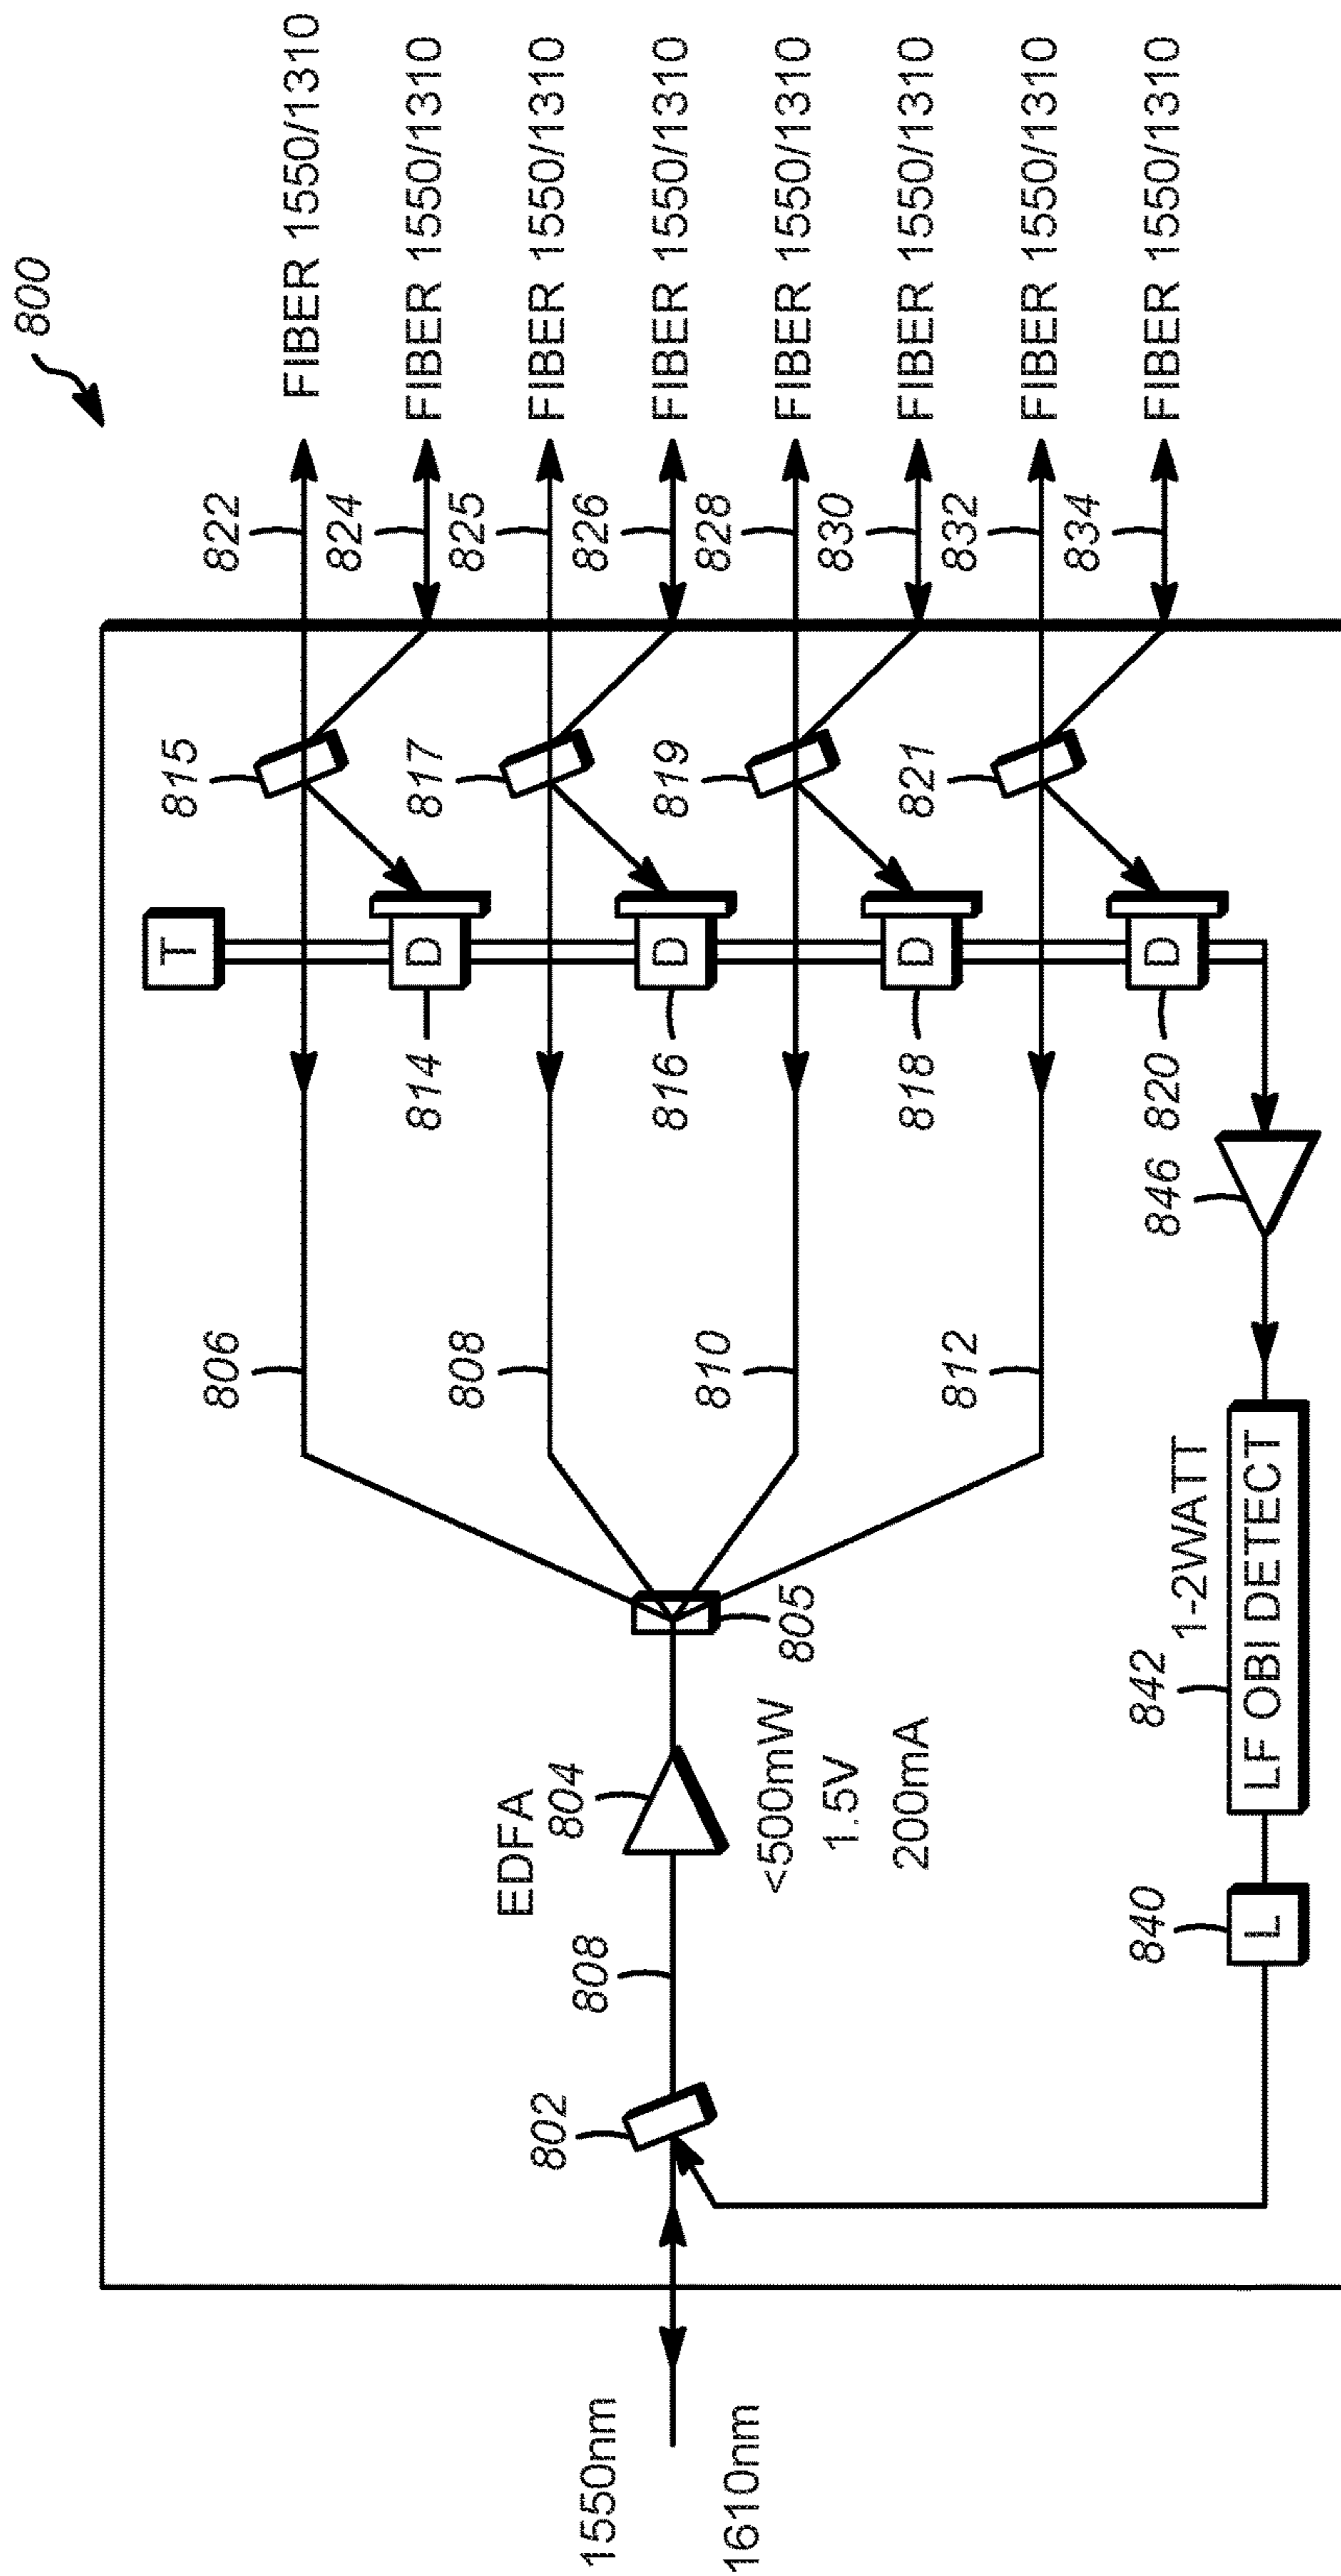 800
822
FIBER 1550/1310
824
FIBER 1550/1310
825
FIBER 1550/1310
826
FIBER 1550/1310
828
FIBER 1550/1310
830
FIBER 1550/1310
832
FIBER 1550/1310
834
FIBER 1550/1310
T
815
817
819
821
D
D
D
D
814
816
818
820
806
808
810
812
846
EDFA
804
805
<500mW
1.5V
200mA
808
802
1550nm
1610nm
840
L
842
1-2WATT
LF OBI DETECT